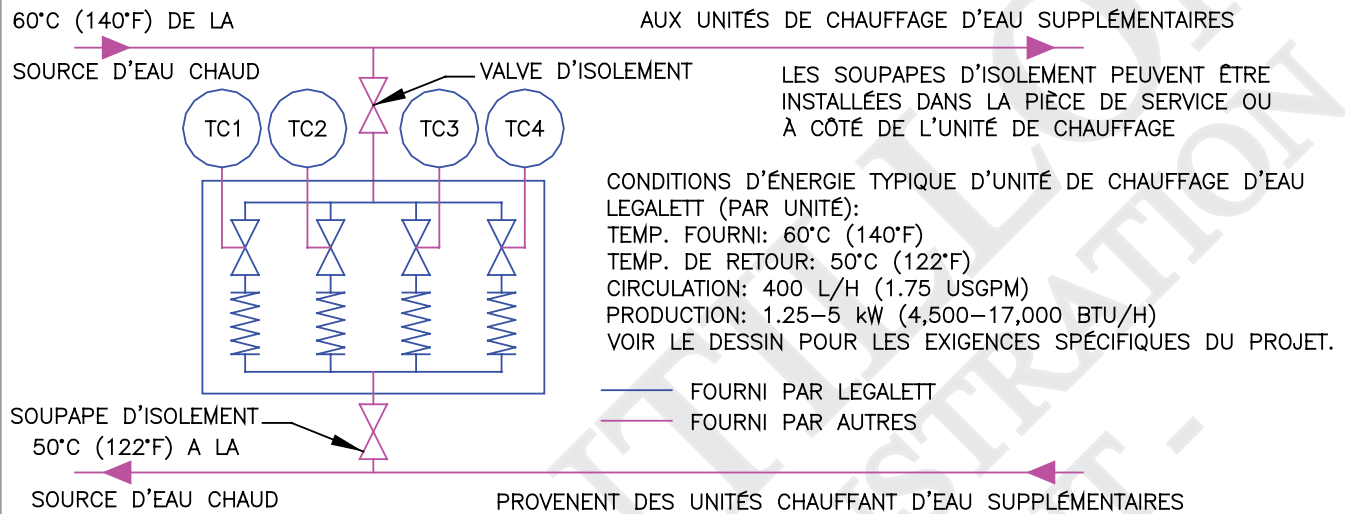 60°C (140°F) DE LA
SOURCE D'EAU CHAUD
AUX UNITÉS DE CHAUFFAGE D'EAU SUPPLÉMENTAIRES
VALVE D'ISOLEMENT
LES SOUPAPES D'ISOLEMENT PEUVENT ÊTRE
INSTALLÉES DANS LA PIÈCE DE SERVICE OU
À CÔTÉ DE L'UNITÉ DE CHAUFFAGE
TC1
TC2
TC3
TC4
CONDITIONS D'ÉNERGIE TYPIQUE D'UNITÉ DE CHAUFFAGE D'EAU
LEGALETT (PAR UNITÉ):
TEMP. FOURNI: 60°C (140°F)
TEMP. DE RETOUR: 50°C (122°F)
CIRCULATION: 400 L/H (1.75 USGPM)
PRODUCTION: 1.25–5 kW (4,500–17,000 BTU/H)
VOIR LE DESSIN POUR LES EXIGENCES SPÉCIFIQUES DU PROJET.
FOURNI PAR LEGALETT
FOURNI PAR AUTRES
SOUPAPE D'ISOLEMENT
50°C (122°F) A LA
SOURCE D'EAU CHAUD
PROVENENT DES UNITÉS CHAUFFANT D'EAU SUPPLÉMENTAIRES